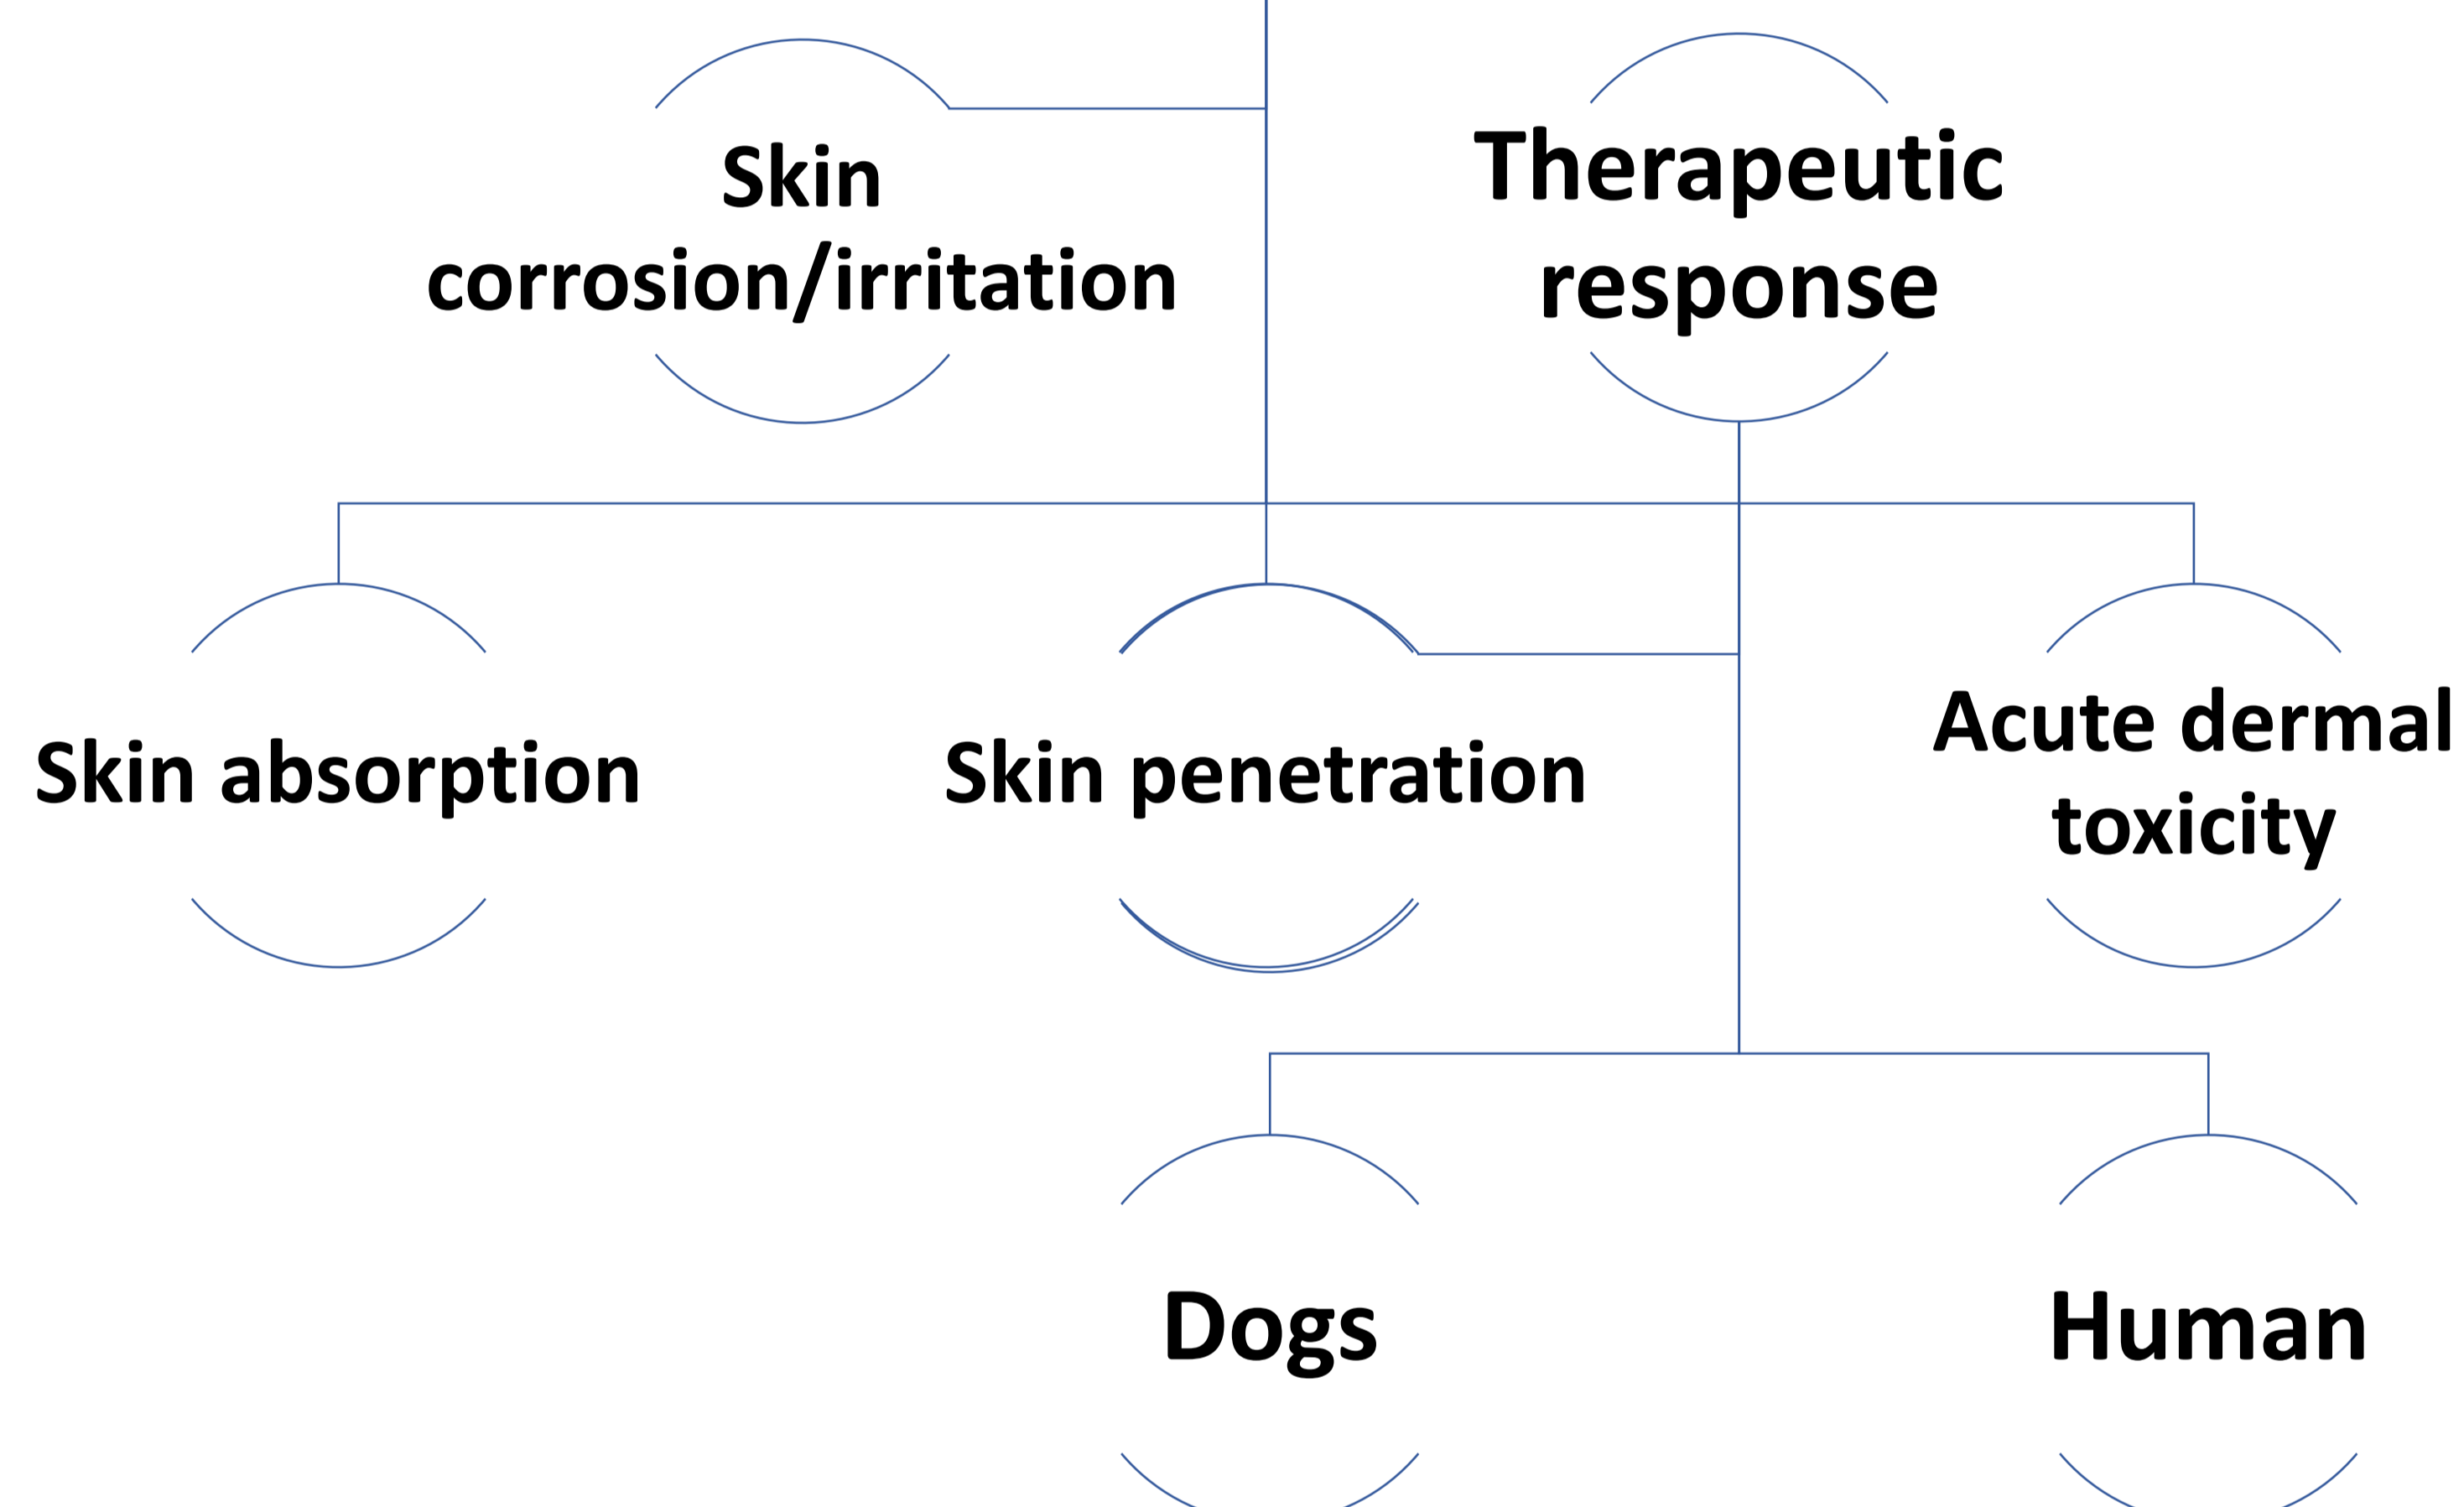 Skin
corrosion/irritation
Therapeutic
response
Skin absorption
Skin penetration
Acute dermal
toxicity
Dogs
Human